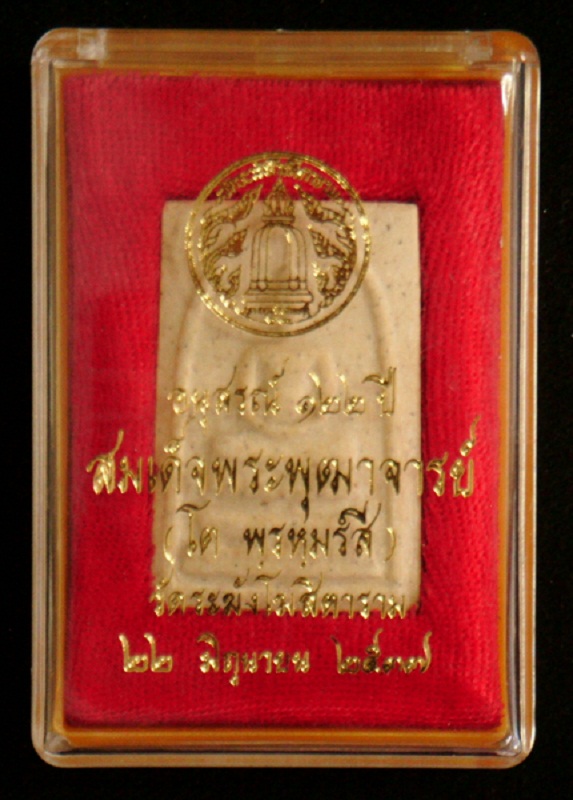 อนุสรณ์ ๑๒๒ ปี
สมเด็จพระพุฒาจารย์
(โต พฺรหฺมรํสี)
วัดระฆังโฆสิตาราม
๒๒ มิถุนายน ๒๕๓๗